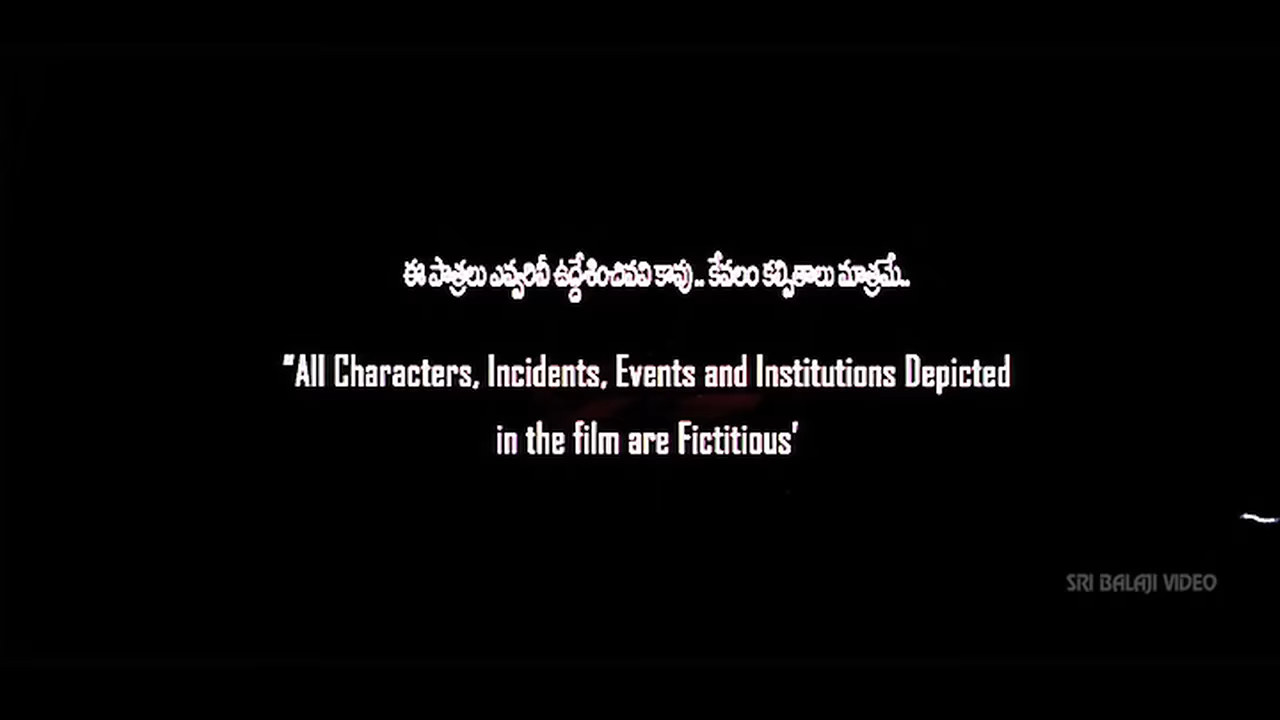 ఈ పాత్రలు ఎవ్వరినీ ఉద్దేశించినవి కావు.. కేవలం కల్పితాలు మాత్రమే..
"All Characters, Incidents, Events and Institutions Depicted
in the film are Fictitious'
SRI BALAJI VIDEO